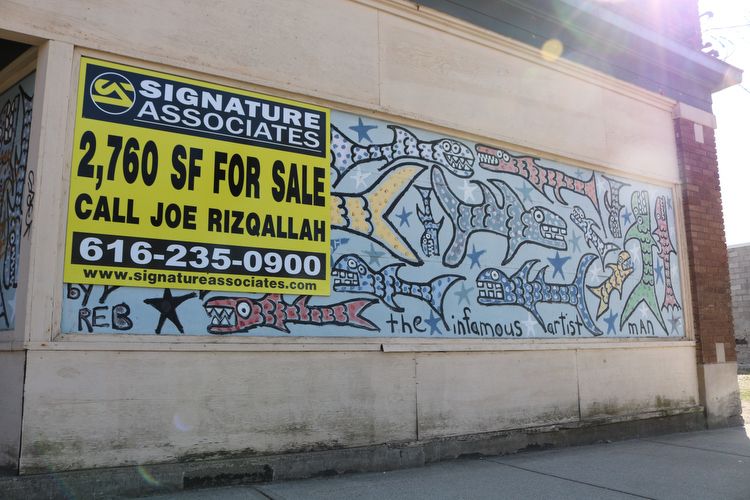 SIGNATURE
ASSOCIATES
2,760 SF FOR SALE
CALL JOE RIZQALLAH
616-235-0900
www.signatureassociates.com
by
REB
the infamous artist mAn